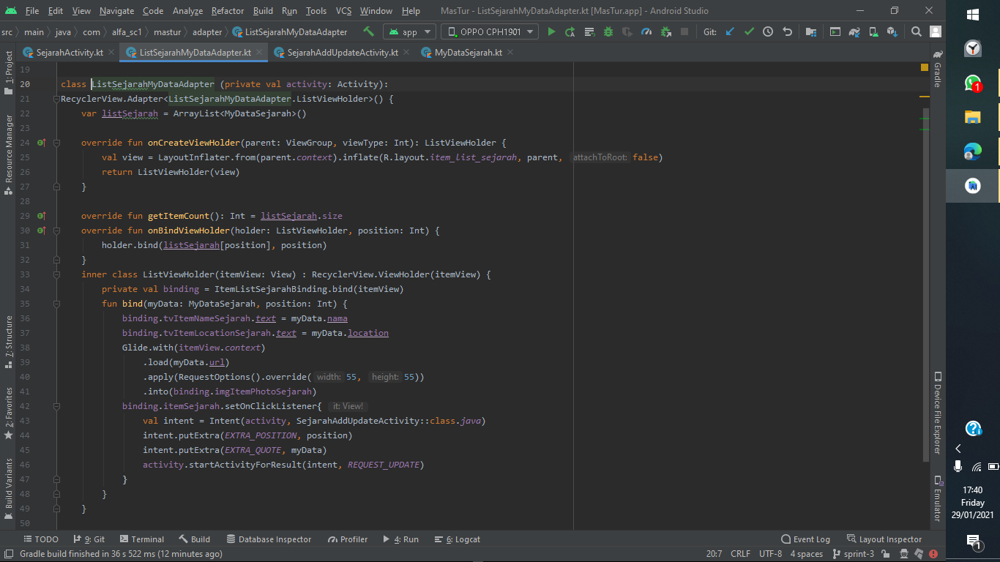 File Edit View Navigate Code Analyze Refactor Build Run Tools VCS Window Help MasTur - ListSejarahMyDataAdapter.kt [MasTur.app] - Android Studio
src main java com alfa_sc1 mastur adapter ListSejarahMyDataAdapter app OPPO CPH1901 Git:
SejarahActivity.kt ListSejarahMyDataAdapter.kt SejarahAddUpdateActivity.kt MyDataSejarah.kt
1: Project
Resource Manager
7: Structure
2: Favorites
Build Variants
19
20 class ListSejarahMyDataAdapter (private val activity: Activity):
21 RecyclerView.Adapter<ListSejarahMyDataAdapter.ListViewHolder>() {
22 var listSejarah = ArrayList<MyDataSejarah>()
23
24 override fun onCreateViewHolder(parent: ViewGroup, viewType: Int): ListViewHolder {
25 val view = LayoutInflater.from(parent.context).inflate(R.layout.item_list_sejarah, parent, attachToRoot: false)
26 return ListViewHolder(view)
27 }
28
29 override fun getItemCount(): Int = listSejarah.size
30 override fun onBindViewHolder(holder: ListViewHolder, position: Int) {
31 holder.bind(listSejarah[position], position)
32 }
33 inner class ListViewHolder(itemView: View) : RecyclerView.ViewHolder(itemView) {
34 private val binding = ItemListSejarahBinding.bind(itemView)
35 fun bind(myData: MyDataSejarah, position: Int) {
36 binding.tvItemNameSejarah.text = myData.nama
37 binding.tvItemLocationSejarah.text = myData.location
38 Glide.with(itemView.context)
39 .load(myData.url)
40 .apply(RequestOptions().override( width: 55, height: 55))
41 .into(binding.imgItemPhotoSejarah)
42 binding.itemSejarah.setOnClickListener{ it: View!
43 val intent = Intent(activity, SejarahAddUpdateActivity::class.java)
44 intent.putExtra(EXTRA_POSITION, position)
45 intent.putExtra(EXTRA_QUOTE, myData)
46 activity.startActivityForResult(intent, REQUEST_UPDATE)
47 }
48 }
49 }
50
Gradle
Device File Explorer
Emulator
TODO 9: Git Terminal Build Database Inspector Profiler 4: Run 6: Logcat Event Log Layout Inspector
Gradle build finished in 36 s 522 ms (12 minutes ago) 20:7 CRLF UTF-8 4 spaces sprint-3
1
17:40
Friday
29/01/2021
1